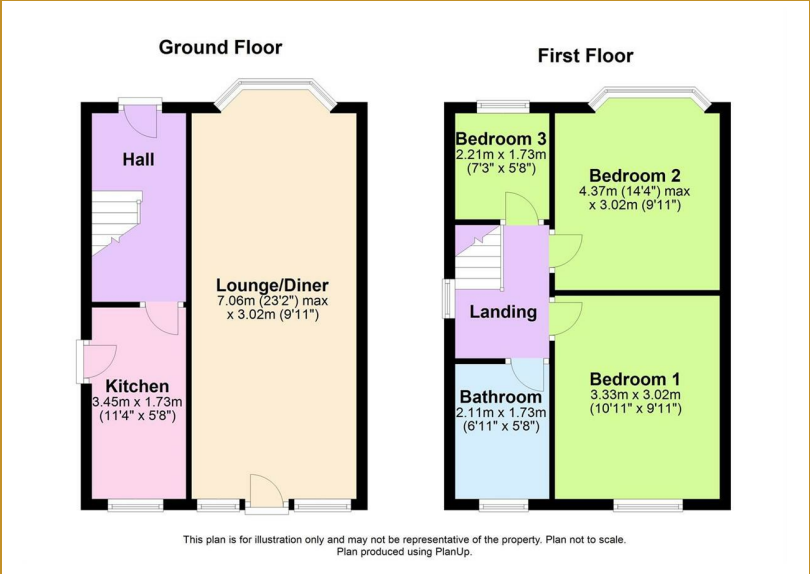 Ground Floor
Hall
Lounge/Diner
7.06m (23'2") max
x 3.02m (9'11")
Kitchen
3.45m x 1.73m
(11'4" x 5'8")
First Floor
Bedroom 3
2.21m x 1.73m
(7'3" x 5'8")
Bedroom 2
4.37m (14'4") max
x 3.02m (9'11")
Landing
Bedroom 1
3.33m x 3.02m
(10'11" x 9'11")
Bathroom
2.11m x 1.73m
(6'11" x 5'8")
This plan is for illustration only and may not be representative of the property. Plan not to scale.
Plan produced using PlanUp.